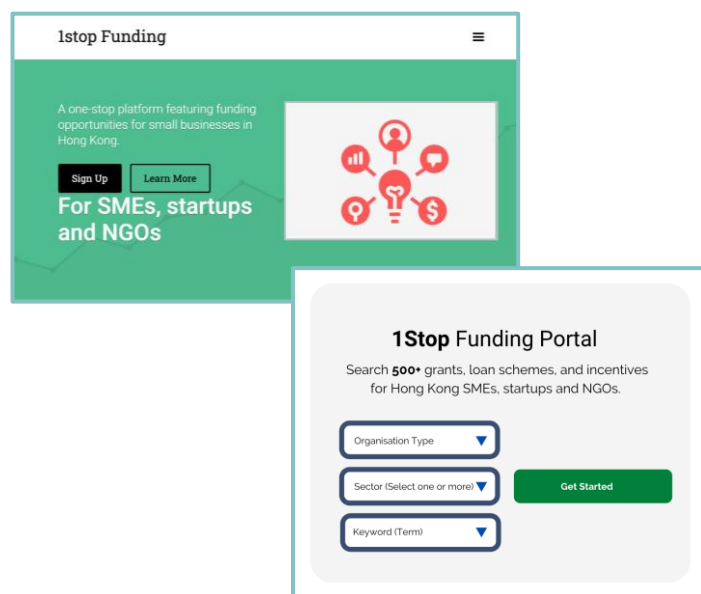 1stop Funding
A one-stop platform featuring funding
opportunities for small businesses in
Hong Kong.
Sign Up
Learn More
For SMEs, startups
and NGOs
1Stop Funding Portal
Search 500+ grants, loan schemes, and incentives
for Hong Kong SMEs, startups and NGOs.
Organisation Type
Sector (Select one or more)
Get Started
Keyword (Term)